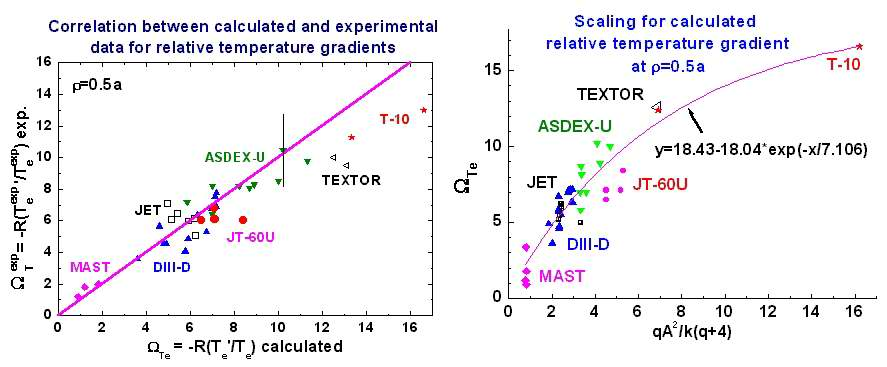 Correlation between calculated and experimental
data for relative temperature gradients
ρ=0.5a
16
14
12
10
8
6
4
2
0
0 2 4 6 8 10 12 14 16
Ω_T^exp = -R(T_e^exp'/T_e^exp) exp.
Ω_Te = -R(T_e'/T_e) calculated
T-10
ASDEX-U
TEXTOR
JET
JT-60U
DIII-D
MAST
Scaling for calculated
relative temperature gradient
at ρ=0.5a
15
10
5
0
0 2 4 6 8 10 12 14 16
Ω_Te
qA²/k(q+4)
T-10
TEXTOR
ASDEX-U
y=18.43-18.04*exp(-x/7.106)
JET
JT-60U
DIII-D
MAST